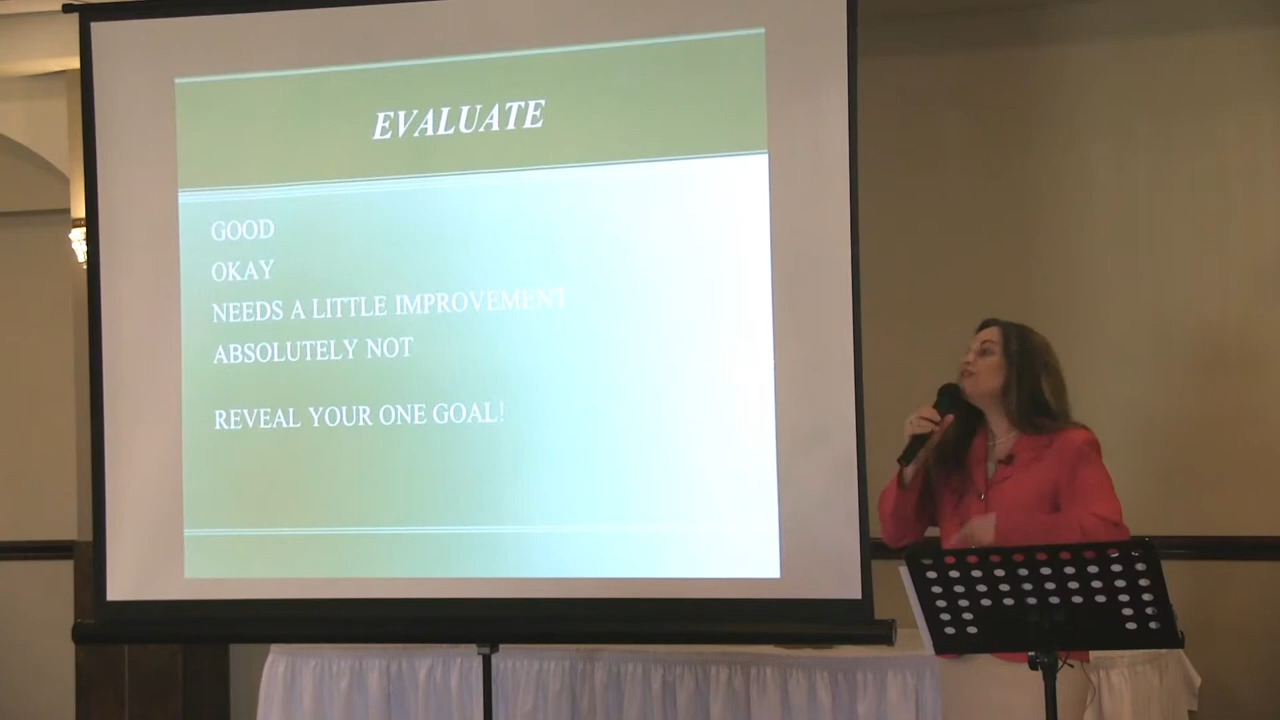 EVALUATE
GOOD
OKAY
NEEDS A LITTLE IMPROVEMENT
ABSOLUTELY NOT
REVEAL YOUR ONE GOAL!